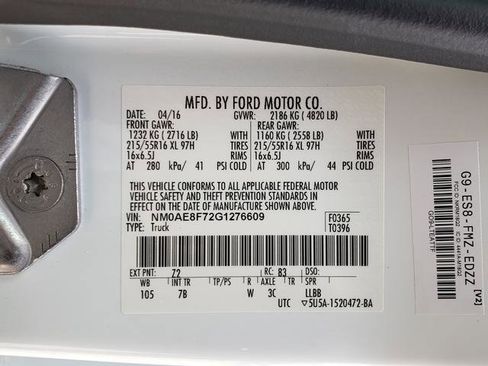 MFD. BY FORD MOTOR CO.
DATE: 04/16 GVWR: 2186 KG ( 4820 LB)
FRONT GAWR: REAR GAWR:
1232 KG ( 2716 LB) WITH 1160 KG ( 2558 LB) WITH
215/55R16 XL 97H TIRES 215/55R16 XL 97H TIRES
16x6.5J RIMS 16x6.5J RIMS
AT 280 kPa/ 41 PSI COLD AT 300 kPa/ 44 PSI COLD
THIS VEHICLE CONFORMS TO ALL APPLICABLE FEDERAL MOTOR
VEHICLE SAFETY AND THEFT PREVENTION STANDARDS IN
EFFECT ON THE DATE OF MANUFACTURE SHOWN ABOVE.
VIN: NM0AE8F72G1276609 F0365
TYPE: Truck T0396
EXT PNT: Z2 RC: B3 DSO:
WB INT TR TP/PS R AXLE TR SPR
105 7B W 3C LLBB
UTC ▽5U5A-1520472-BA
G9-ES8-FMZ-EDZZ
[V2]